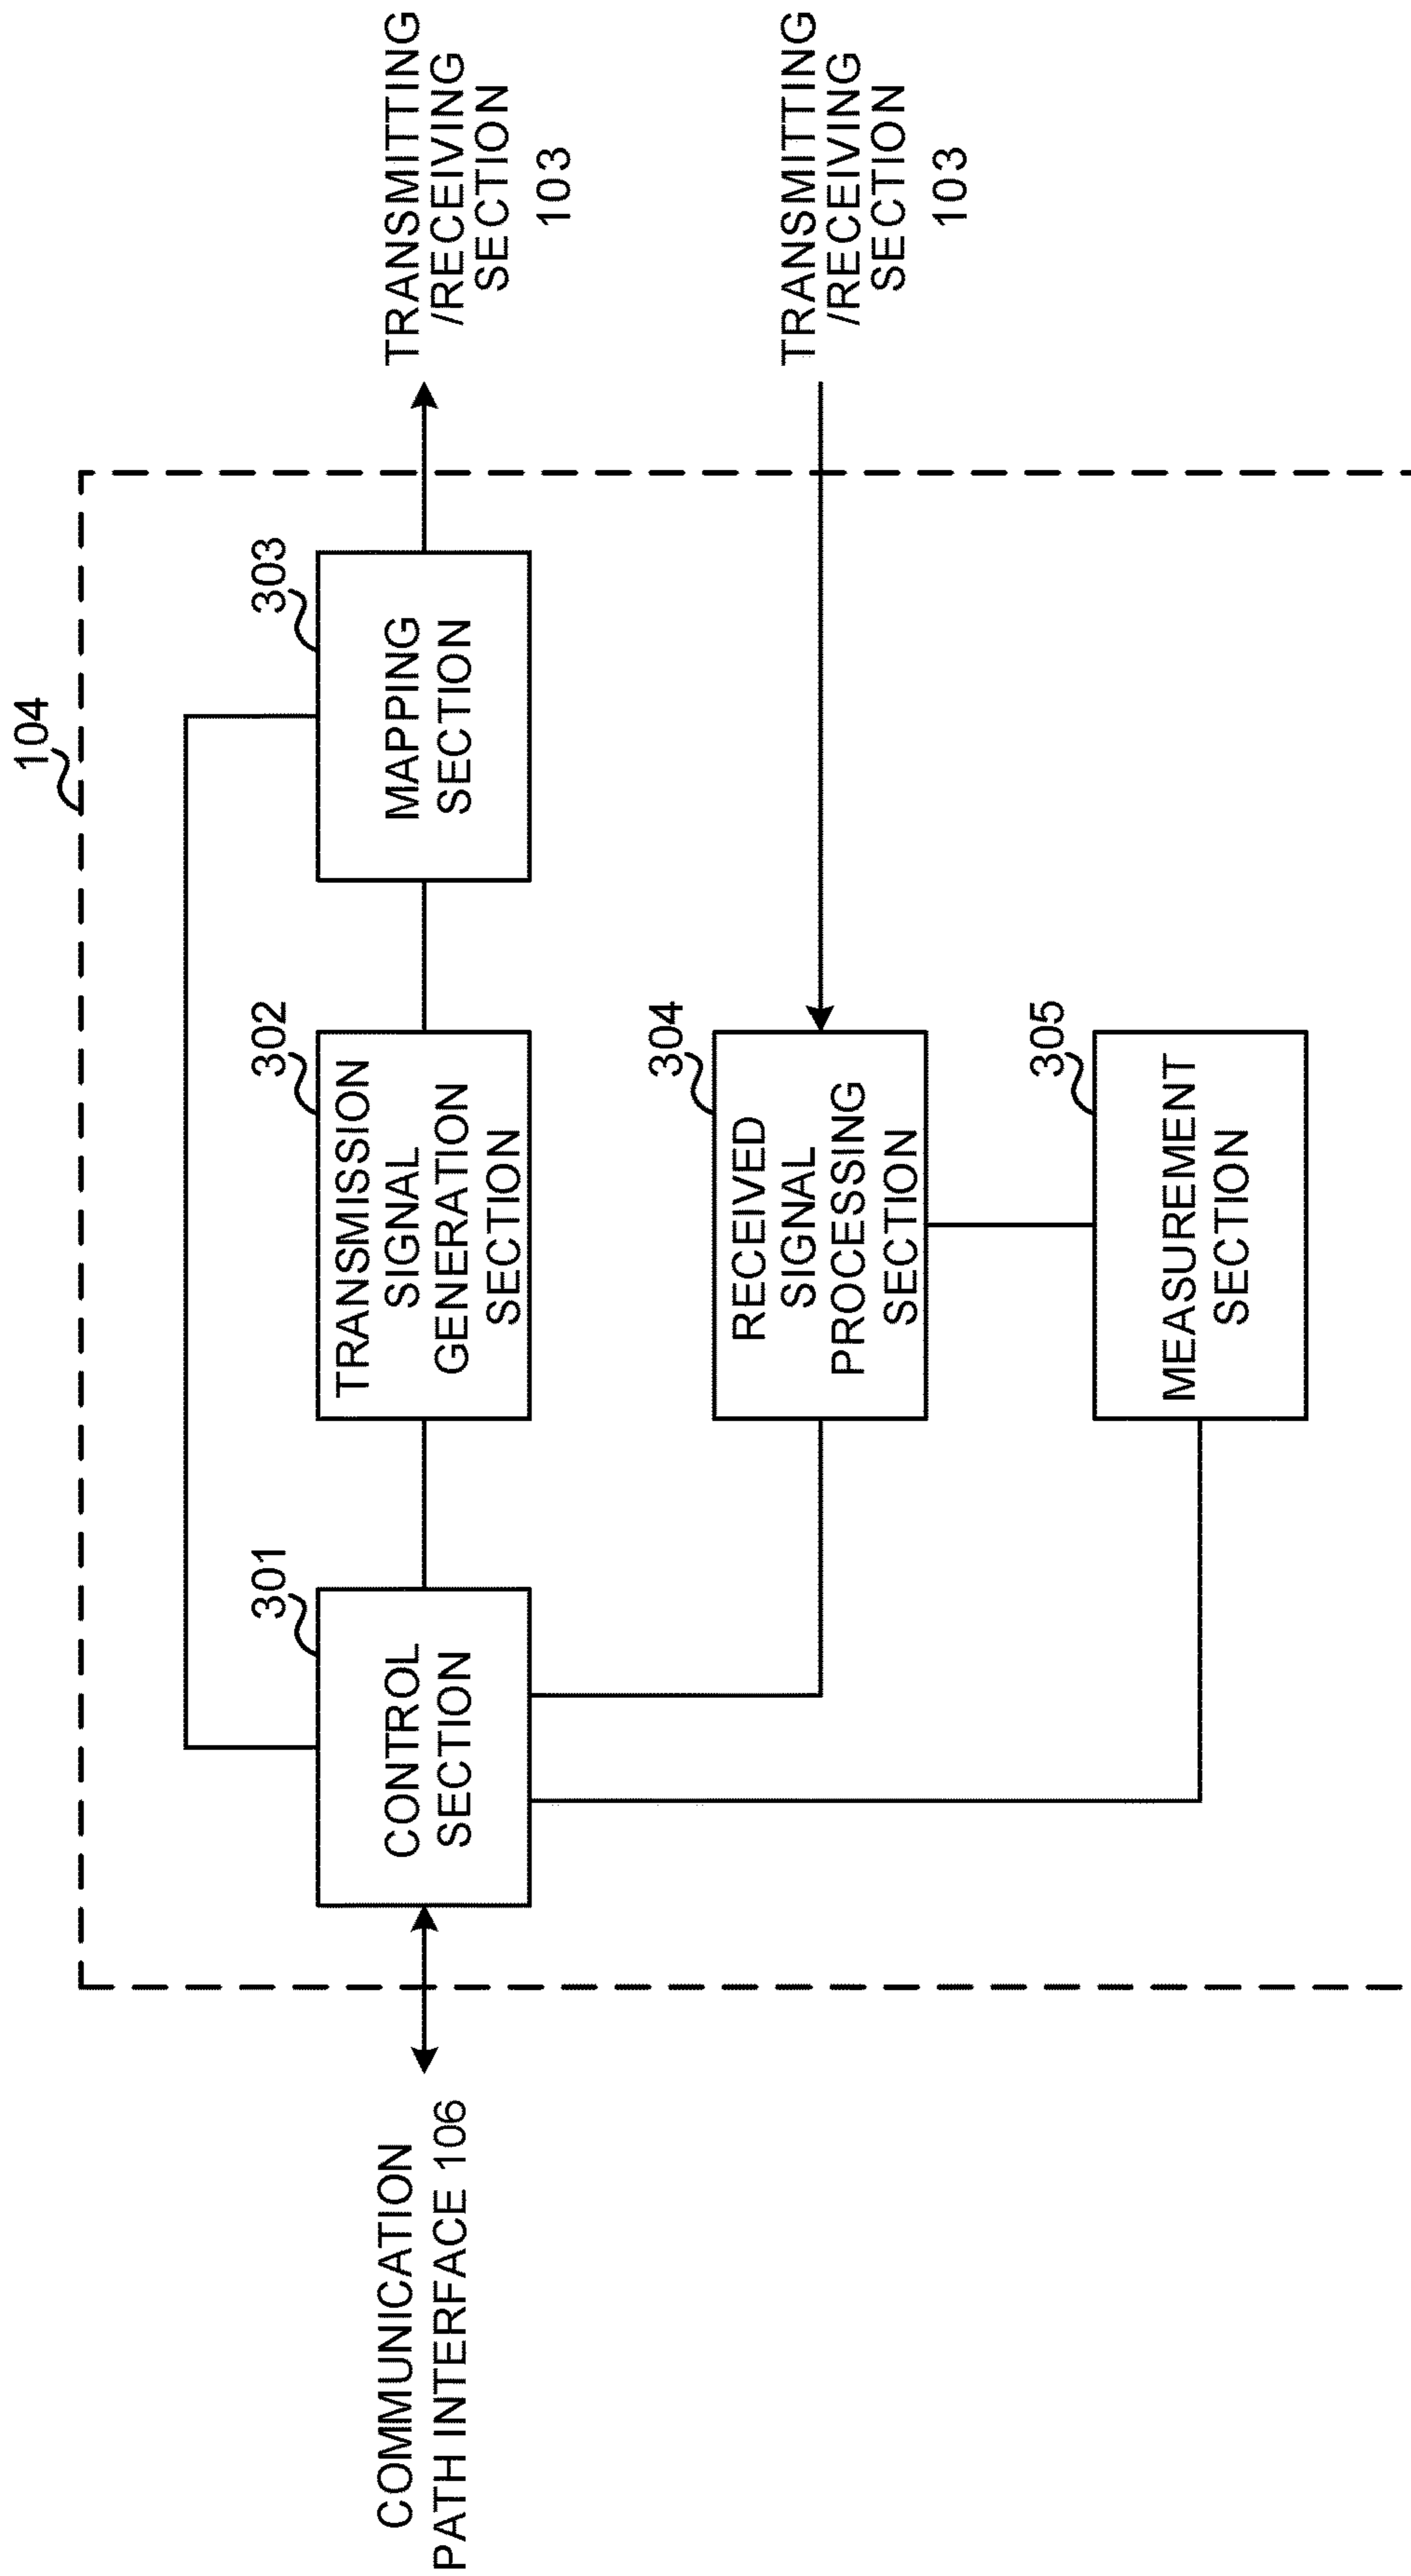 104
301
CONTROL
SECTION
302
TRANSMISSION
SIGNAL
GENERATION
SECTION
303
MAPPING
SECTION
COMMUNICATION
PATH INTERFACE 106
TRANSMITTING
/RECEIVING
SECTION
103
304
RECEIVED
SIGNAL
PROCESSING
SECTION
TRANSMITTING
/RECEIVING
SECTION
103
305
MEASUREMENT
SECTION